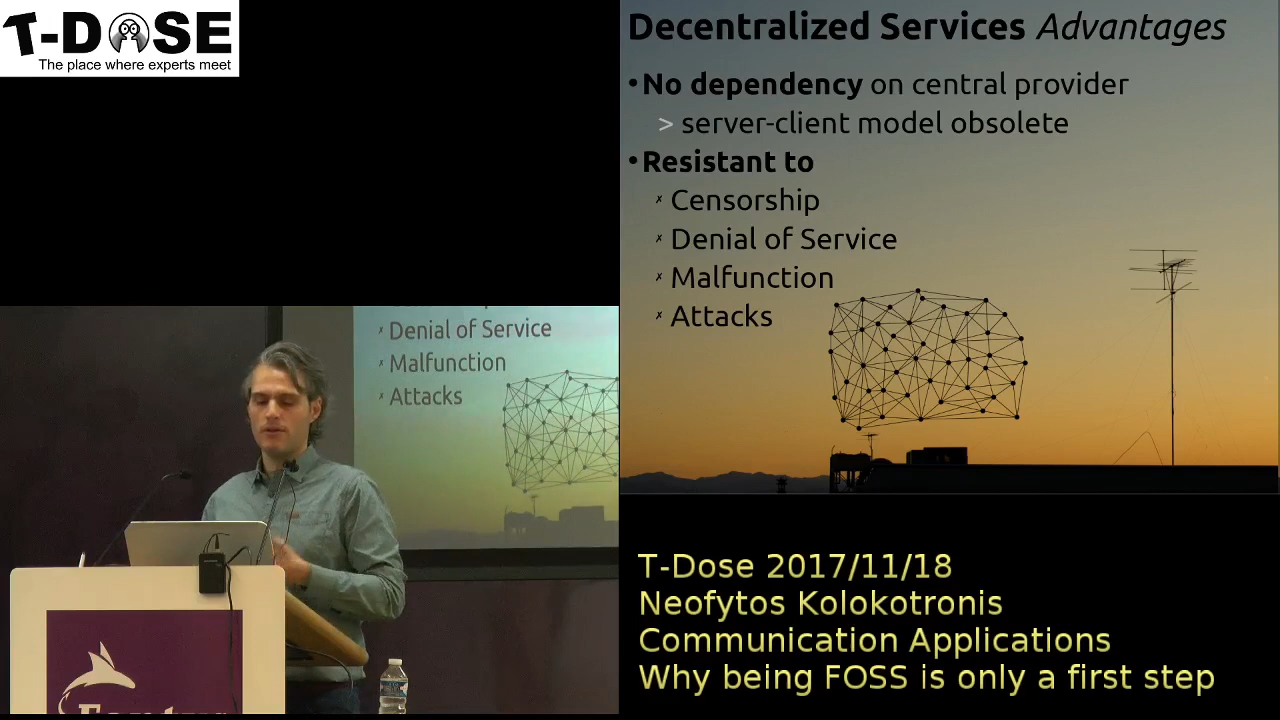 T-DOSE
The place where experts meet
Decentralized Services Advantages
•No dependency on central provider
> server-client model obsolete
•Resistant to
✗ Censorship
✗ Denial of Service
✗ Malfunction
✗ Attacks
✗ Denial of Service
✗ Malfunction
✗ Attacks
T-Dose 2017/11/18
Neofytos Kolokotronis
Communication Applications
Why being FOSS is only a first step